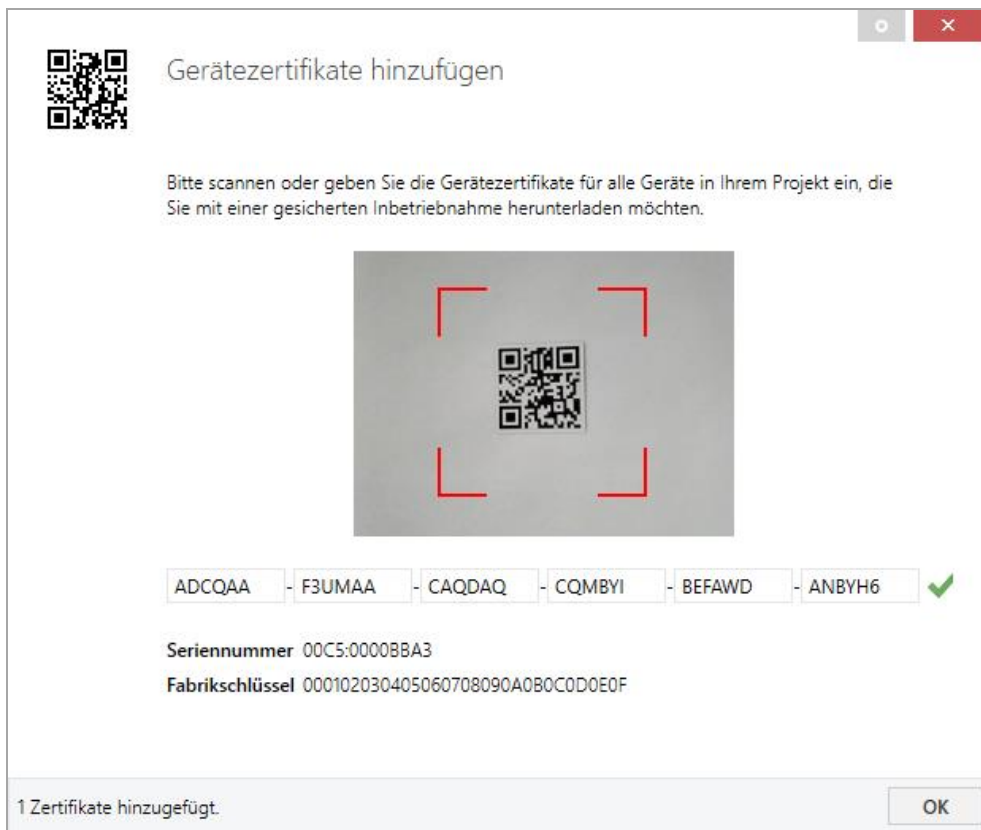 Gerätezertifikate hinzufügen
Bitte scannen oder geben Sie die Gerätezertifikate für alle Geräte in Ihrem Projekt ein, die
Sie mit einer gesicherten Inbetriebnahme herunterladen möchten.
ADCQAA - F3UMAA - CAQDAQ - CQMBYI - BEFAWD - ANBYH6
Seriennummer 00C5:0000BBA3
Fabrikschlüssel 000102030405060708090A0B0C0D0E0F
1 Zertifikate hinzugefügt.
OK